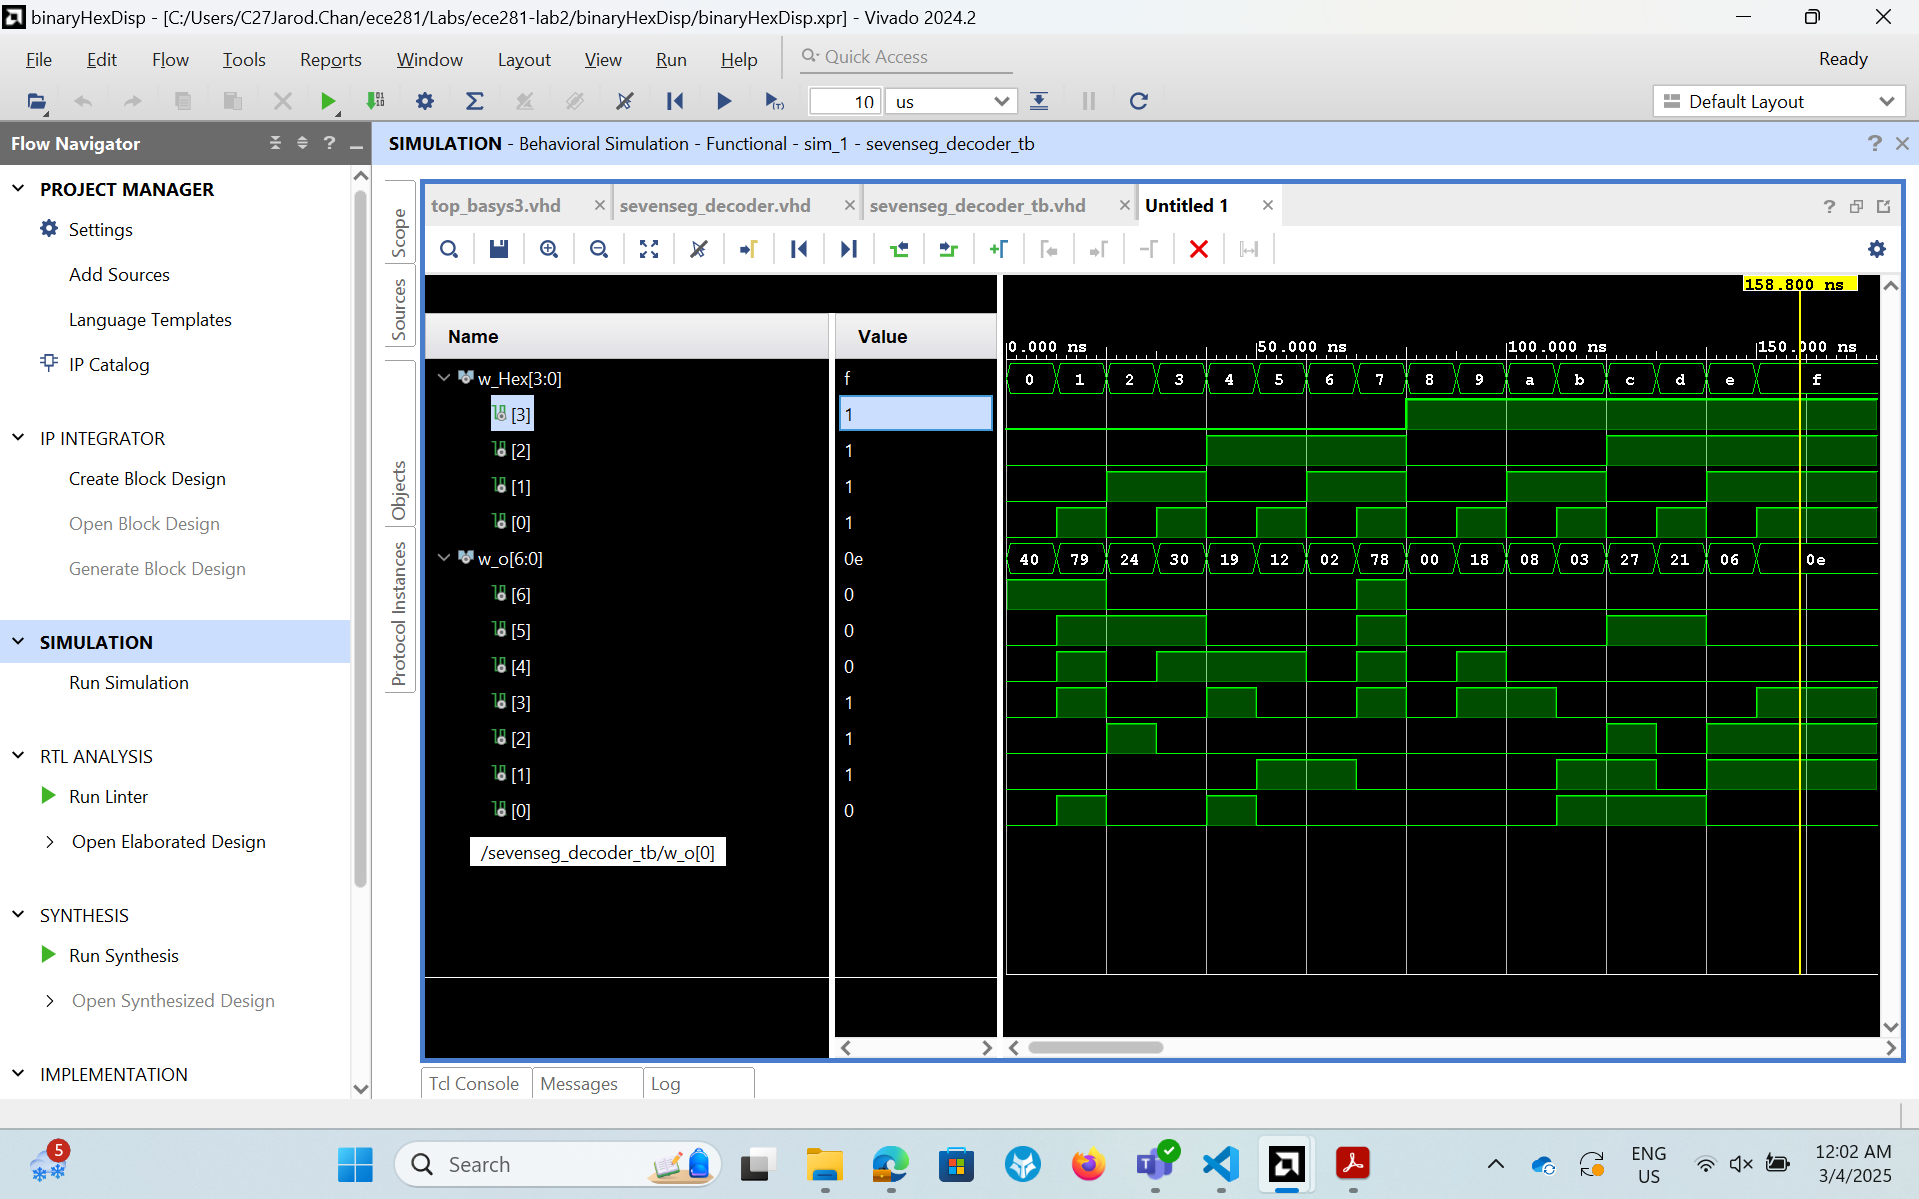 binaryHexDisp - [C:/Users/C27Jarod.Chan/ece281/Labs/ece281-lab2/binaryHexDisp/binaryHexDisp.xpr] - Vivado 2024.2
File Edit Flow Tools Reports Window Layout View Run Help Quick Access Ready
10 us Default Layout
Flow Navigator
SIMULATION - Behavioral Simulation - Functional - sim_1 - sevenseg_decoder_tb
PROJECT MANAGER
Settings
Add Sources
Language Templates
IP Catalog
IP INTEGRATOR
Create Block Design
Open Block Design
Generate Block Design
SIMULATION
Run Simulation
RTL ANALYSIS
Run Linter
Open Elaborated Design
SYNTHESIS
Run Synthesis
Open Synthesized Design
IMPLEMENTATION
Scope
Sources
Objects
Protocol Instances
top_basys3.vhd sevenseg_decoder.vhd sevenseg_decoder_tb.vhd Untitled 1
158.800 ns
Name Value
0.000 ns 50.000 ns 100.000 ns 150.000 ns
w_Hex[3:0] f 0 1 2 3 4 5 6 7 8 9 a b c d e f
[3] 1
[2] 1
[1] 1
[0] 1
w_o[6:0] 0e 40 79 24 30 19 12 02 78 00 18 08 03 27 21 06 0e
[6] 0
[5] 0
[4] 0
[3] 1
[2] 1
[1] 1
[0] 0
/sevenseg_decoder_tb/w_o[0]
Tcl Console Messages Log
5
Search
ENG
US
12:02 AM
3/4/2025